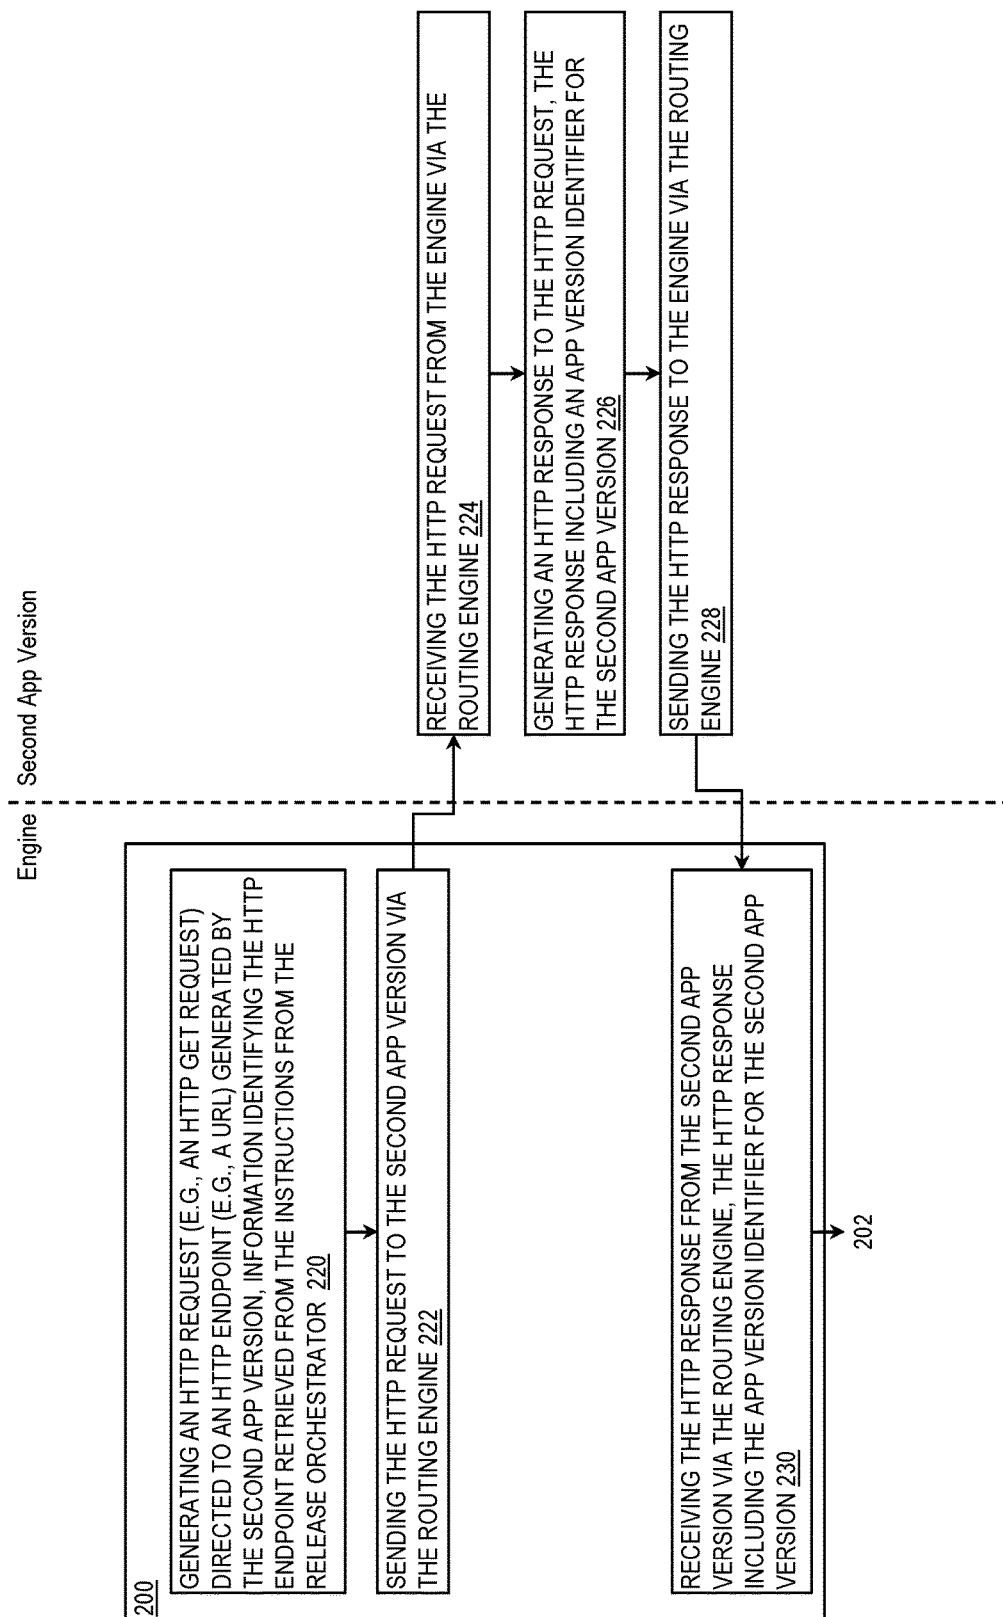 Engine
Second App Version
200
GENERATING AN HTTP REQUEST (E.G., AN HTTP GET REQUEST)
DIRECTED TO AN HTTP ENDPOINT (E.G., A URL) GENERATED BY
THE SECOND APP VERSION, INFORMATION IDENTIFYING THE HTTP
ENDPOINT RETRIEVED FROM THE INSTRUCTIONS FROM THE
RELEASE ORCHESTRATOR 220
SENDING THE HTTP REQUEST TO THE SECOND APP VERSION VIA
THE ROUTING ENGINE 222
RECEIVING THE HTTP REQUEST FROM THE ENGINE VIA THE
ROUTING ENGINE 224
GENERATING AN HTTP RESPONSE TO THE HTTP REQUEST, THE
HTTP RESPONSE INCLUDING AN APP VERSION IDENTIFIER FOR
THE SECOND APP VERSION 226
SENDING THE HTTP RESPONSE TO THE ENGINE VIA THE ROUTING
ENGINE 228
RECEIVING THE HTTP RESPONSE FROM THE SECOND APP
VERSION VIA THE ROUTING ENGINE, THE HTTP RESPONSE
INCLUDING THE APP VERSION IDENTIFIER FOR THE SECOND APP
VERSION 230
202